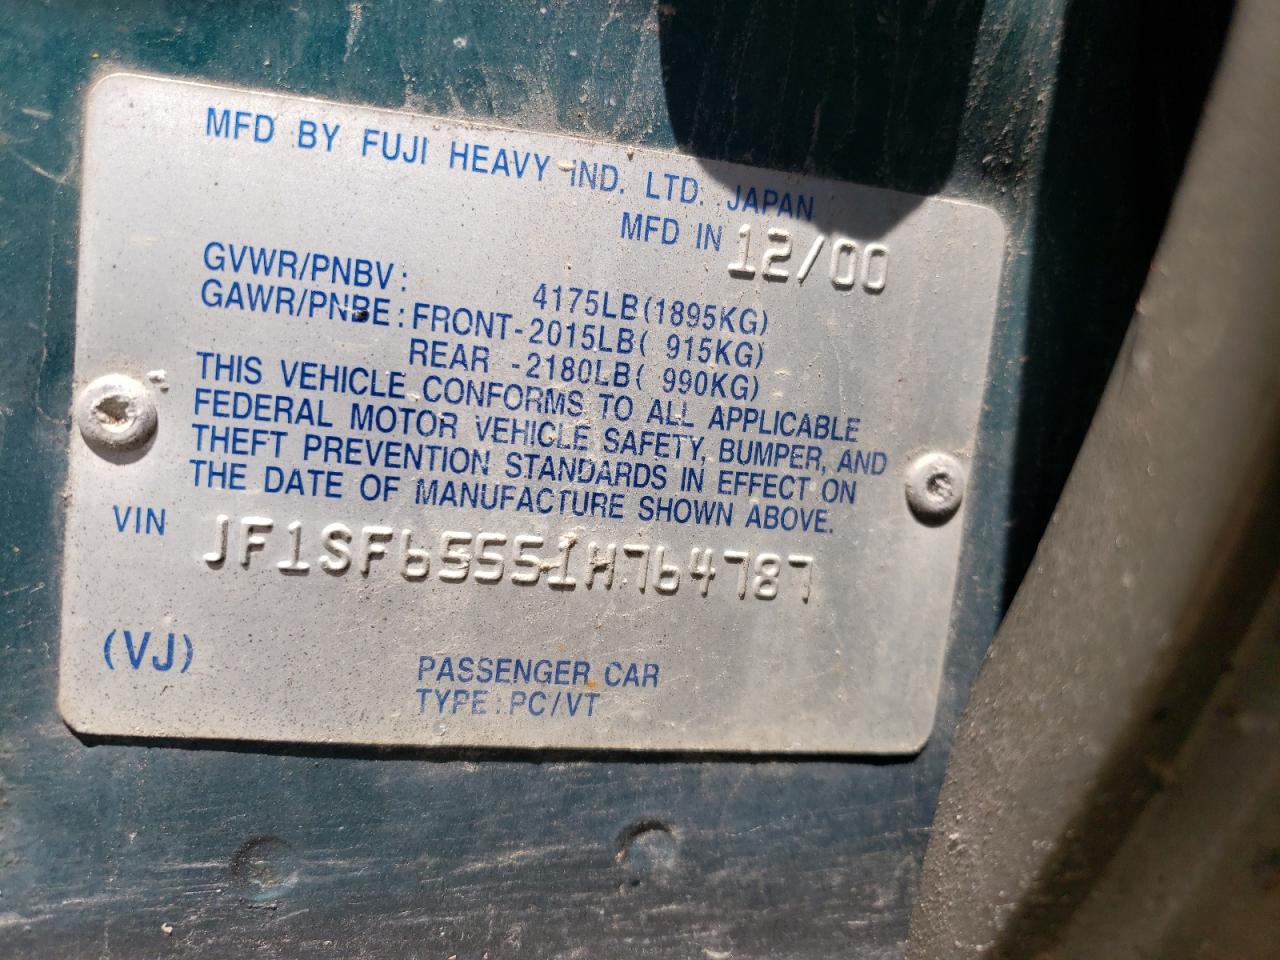 MFD BY FUJI HEAVY IND. LTD. JAPAN
MFD IN 12/00
GVWR/PNBV: 4175LB(1895KG)
GAWR/PNBE:FRONT-2015LB( 915KG)
REAR -2180LB( 990KG)
THIS VEHICLE CONFORMS TO ALL APPLICABLE
FEDERAL MOTOR VEHICLE SAFETY, BUMPER, AND
THEFT PREVENTION STANDARDS IN EFFECT ON
THE DATE OF MANUFACTURE SHOWN ABOVE.
VIN JF1SF65551H764787
(VJ)
PASSENGER CAR
TYPE:PC/VT